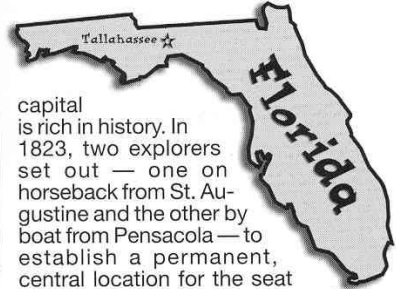 Tallahassee
Florida
capital
is rich in history. In
1823, two explorers
set out — one on
horseback from St. Au-
gustine and the other by
boat from Pensacola — to
establish a permanent,
central location for the seat